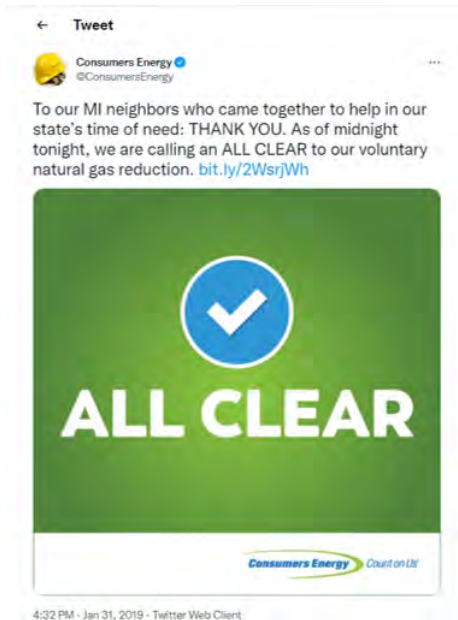 ← Tweet
Consumers Energy
@ConsumersEnergy
To our MI neighbors who came together to help in our
state's time of need: THANK YOU. As of midnight
tonight, we are calling an ALL CLEAR to our voluntary
natural gas reduction. bit.ly/2WsrjWh
ALL CLEAR
Consumers Energy Count on Us
4:32 PM · Jan 31, 2019 · Twitter Web Client